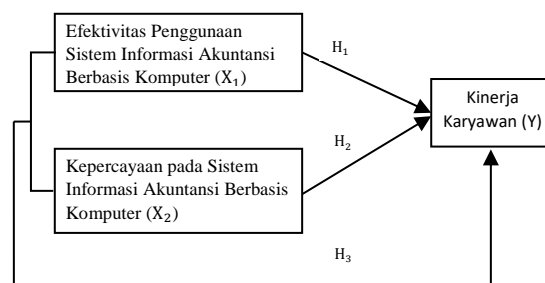 Efektivitas Penggunaan
Sistem Informasi Akuntansi
Berbasis Komputer (X₁)
H₁
Kinerja
Karyawan (Y)
H₂
Kepercayaan pada Sistem
Informasi Akuntansi Berbasis
Komputer (X₂)
H₃